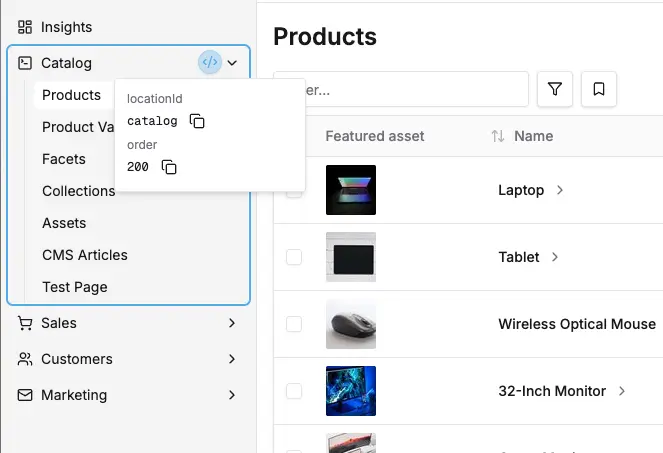 Insights
Catalog
</>
Products
Product Va
Facets
Collections
Assets
CMS Articles
Test Page
Sales
Customers
Marketing
locationId
catalog
order
200
Products
er...
Featured asset
Name
Laptop
Tablet
Wireless Optical Mouse
32-Inch Monitor